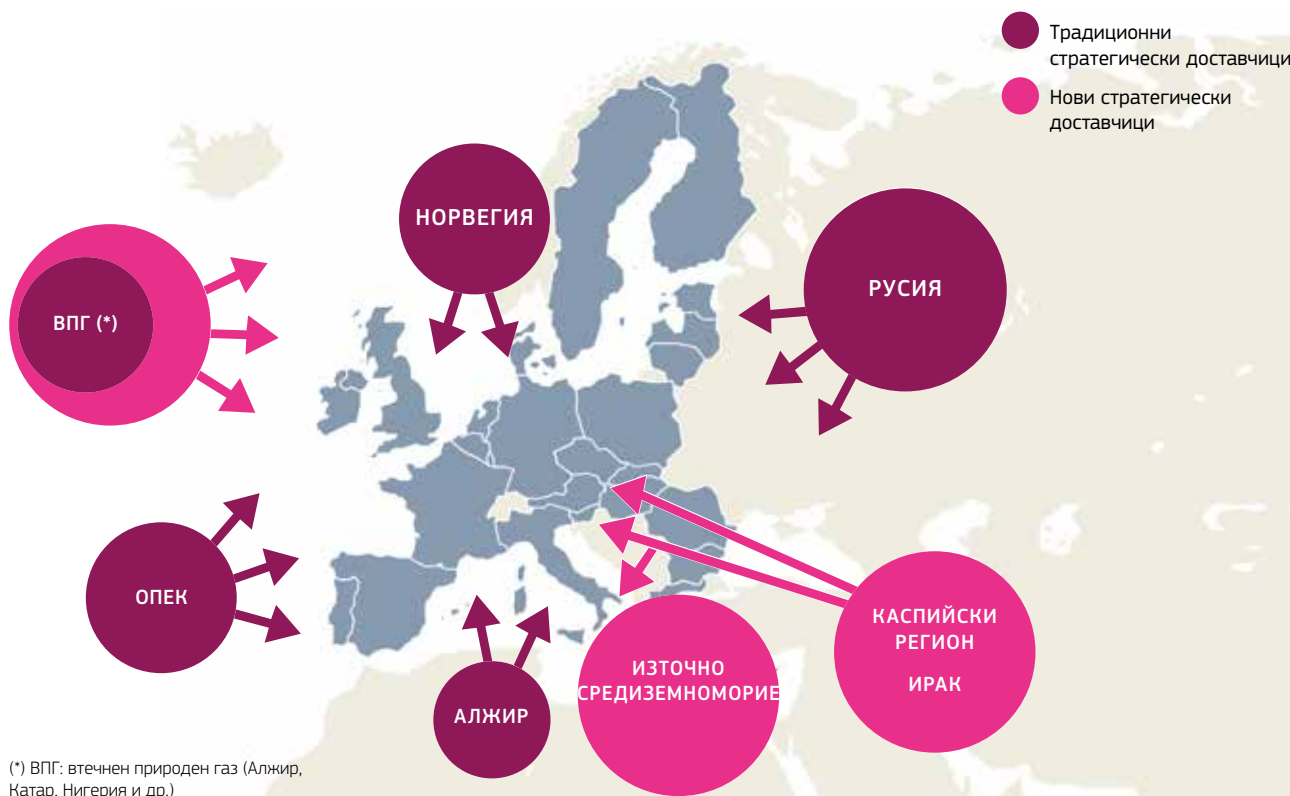 Традиционни
стратегически доставчици
Нови стратегически
доставчици
НОРВЕГИЯ
РУСИЯ
ВПГ (*)
ОПЕК
АЛЖИР
ИЗТОЧНО
СРЕДИЗЕМНОМОРИЕ
КАСПИЙСКИ
РЕГИОН
ИРАК
(*) ВПГ: втечнен природен газ (Алжир,
Катар, Нигерия и др.)